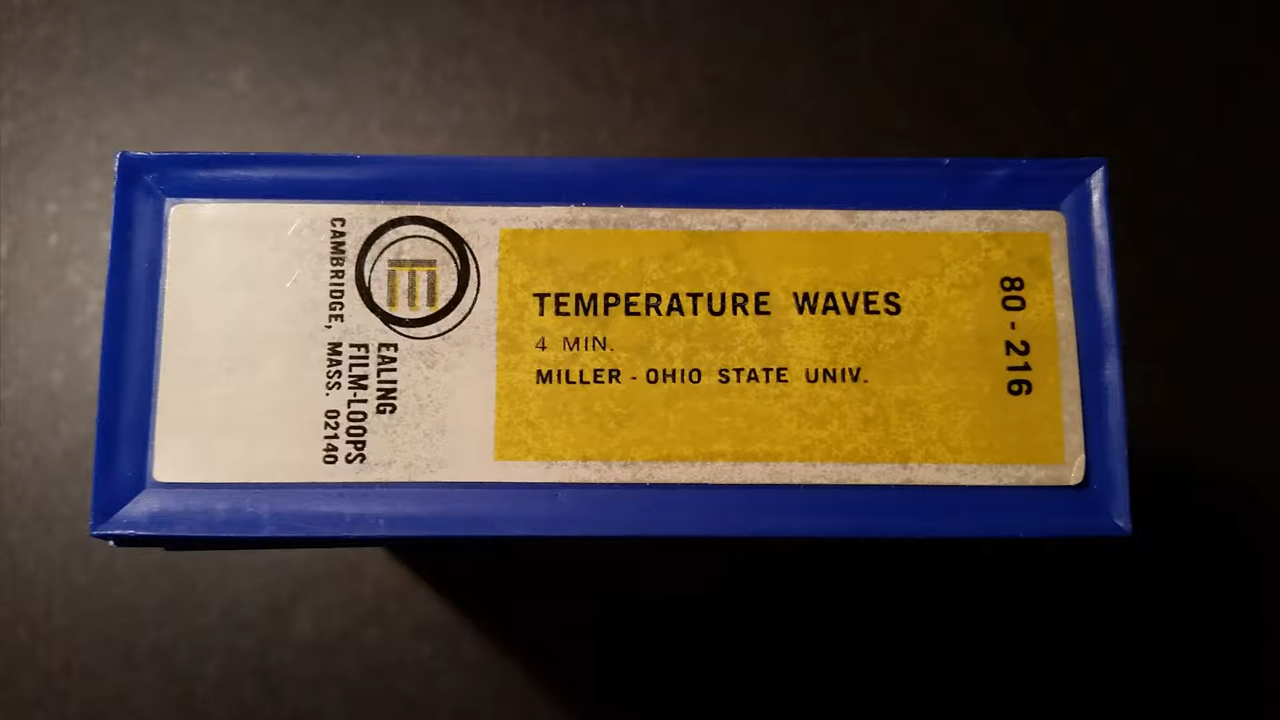 TEMPERATURE WAVES
4 MIN.
MILLER - OHIO STATE UNIV.
80-216
E
EALING
FILM-LOOPS
CAMBRIDGE, MASS. 02140